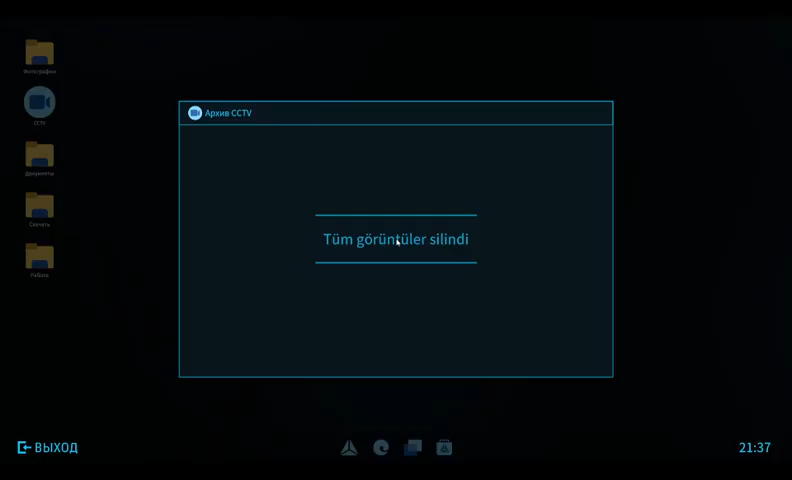 Фотографии
CCTV
Документы
Скачать
Работа
Архив CCTV
Tüm görüntüler silindi
ВЫХОД
21:37